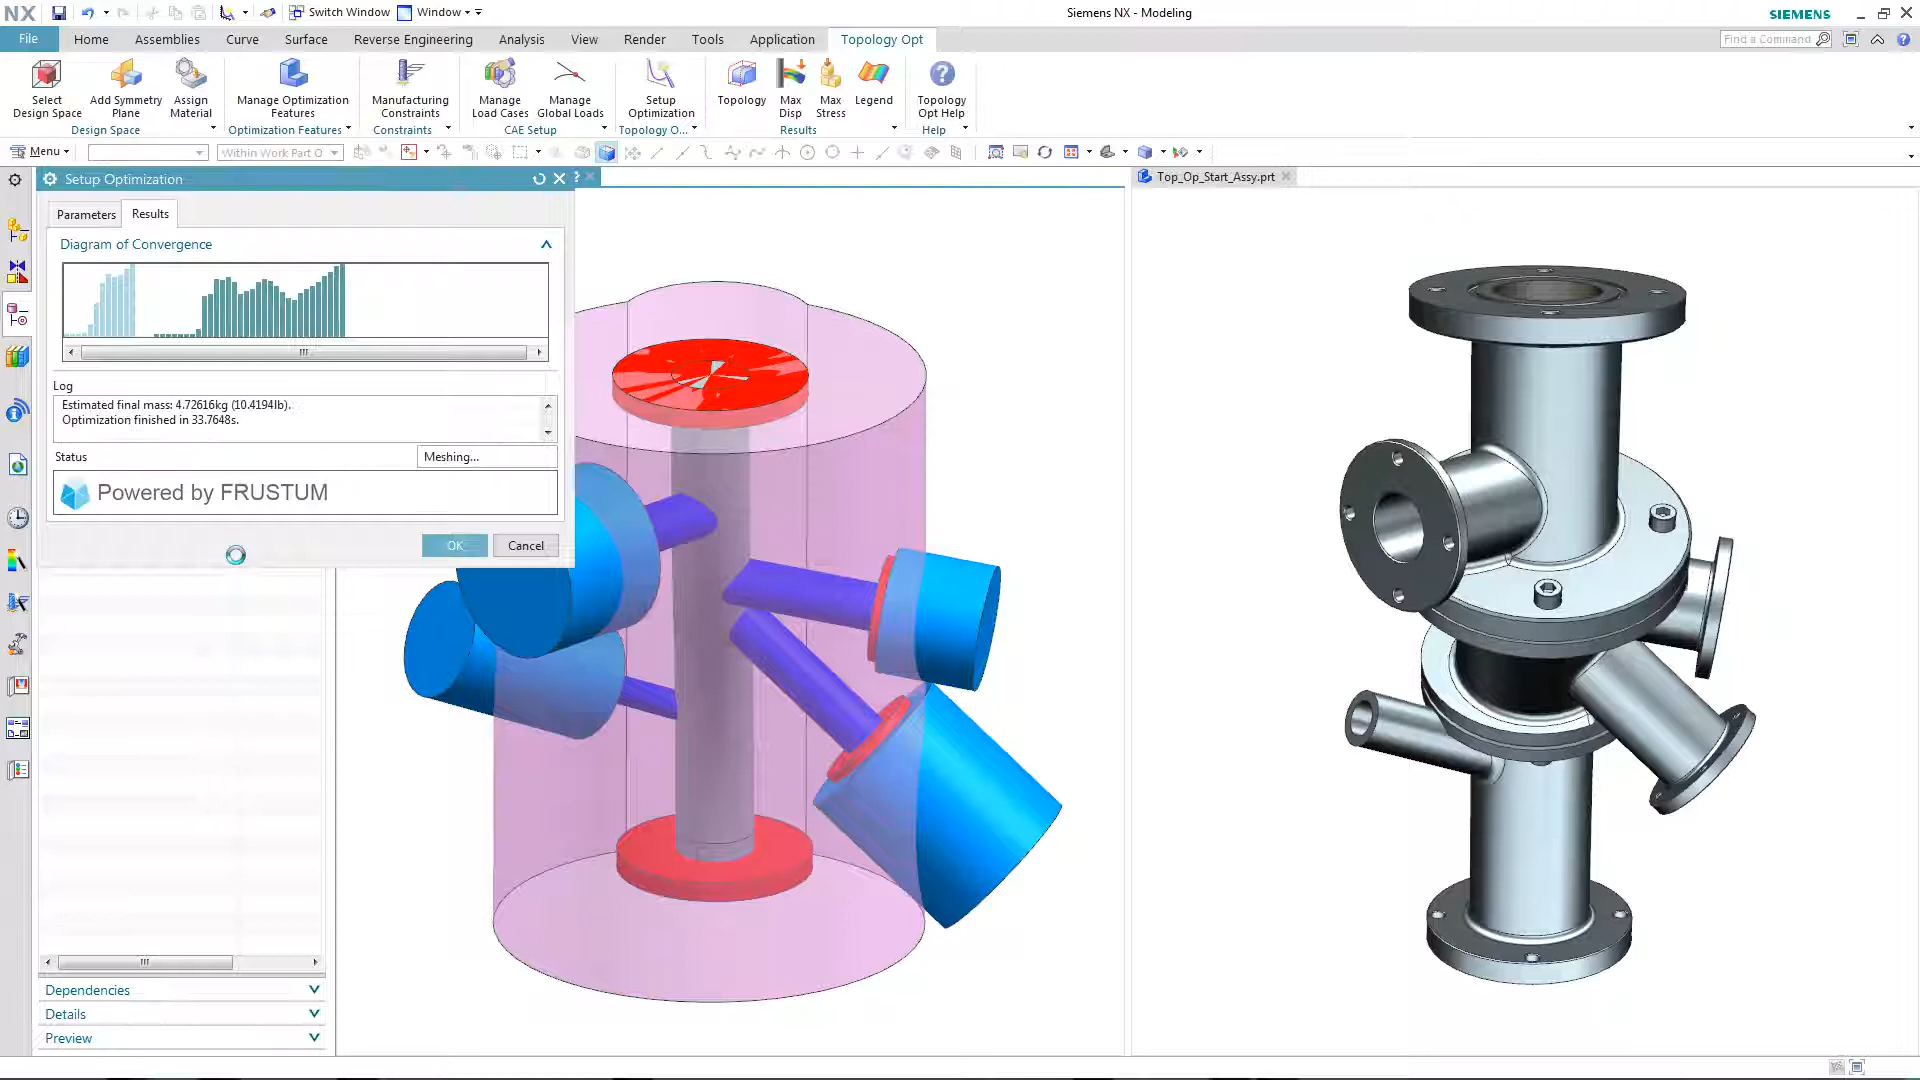 NX
Switch Window
Window
Siemens NX - Modeling
SIEMENS
File
Home
Assemblies
Curve
Surface
Reverse Engineering
Analysis
View
Render
Tools
Application
Topology Opt
Find a Command
Select Design Space
Add Symmetry Plane
Assign Material
Manage Optimization Features
Manufacturing Constraints
Manage Load Cases
Manage Global Loads
Setup Optimization
Topology
Max Disp
Max Stress
Legend
Topology Opt Help
Design Space
Optimization Features
Constraints
CAE Setup
Topology O...
Results
Help
Menu
Within Work Part O
Setup Optimization
Top_Op_Start_Assy.prt
Parameters
Results
Diagram of Convergence
Log
Estimated final mass: 4.72616kg (10.4194lb).
Optimization finished in 33.7648s.
Status
Meshing...
Powered by FRUSTUM
OK
Cancel
Dependencies
Details
Preview